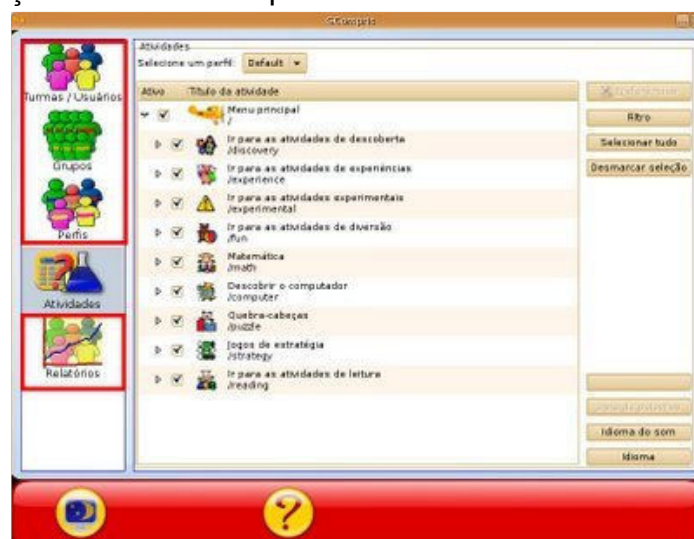 GCompris
Turmas / Usuários
Grupos
Perfis
Atividades
Relatórios
Atividades
Selecione um perfil: Default
Ativo Título da atividade
Menu principal
/
Ir para as atividades de descoberta
/discovery
Ir para as atividades de experiências
/experience
Ir para as atividades experimentais
/experimental
Ir para as atividades de diversão
/fun
Matemática
/math
Descobrir o computador
/computer
Quebra-cabeças
/puzzle
Jogos de estratégia
/strategy
Ir para as atividades de leitura
/reading
Filtro
Selecionar tudo
Desmarcar seleção
Idioma do som
Idioma
?